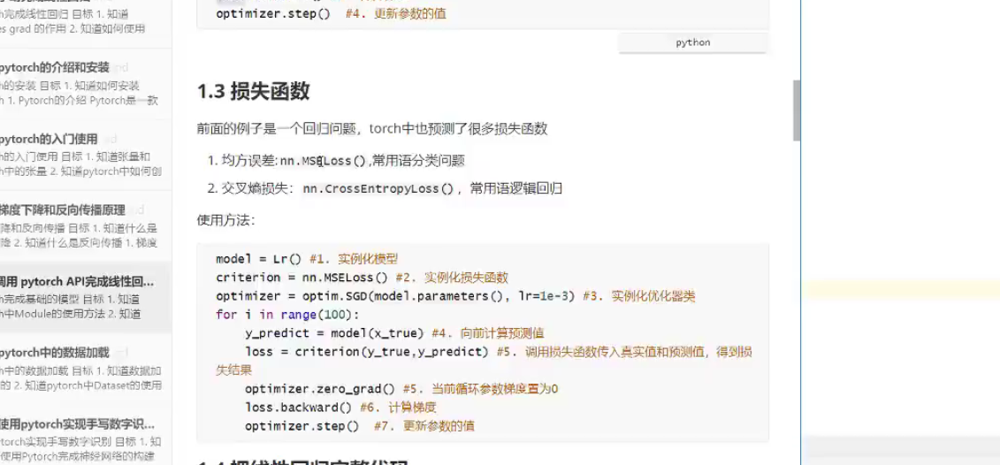 完成线性回归 目标 1. 知道
es grad 的作用 2. 知道如何使用
pytorch的介绍和安装
h的安装 目标 1. 知道如何安装
h 1. Pytorch的介绍 Pytorch是一款
pytorch的入门使用
h的入门使用 目标 1. 知道张量和
h中的张量 2. 知道pytorch中如何创
梯度下降和反向传播原理
降和反向传播 目标 1. 知道什么是
降 2. 知道什么是反向传播 1. 梯度
调用 pytorch API完成线性回...
h完成基础的模型 目标 1. 知道
h中Module的使用方法 2. 知道
pytorch中的数据加载
h中的数据加载 目标 1. 知道数据加
的 2. 知道pytorch中Dataset的使用
使用pytorch实现手写数字识...
torch实现手写数字识别 目标 1. 知
使用PyTorch完成神经网络的构建
optimizer.step() #4. 更新参数的值
python
1.3 损失函数
前面的例子是一个回归问题，torch中也预测了很多损失函数
1. 均方误差:nn.MSELoss(),常用语分类问题
2. 交叉熵损失： nn.CrossEntropyLoss() ，常用语逻辑回归
使用方法：
model = Lr() #1. 实例化模型
criterion = nn.MSELoss() #2. 实例化损失函数
optimizer = optim.SGD(model.parameters(), lr=1e-3) #3. 实例化优化器类
for i in range(100):
y_predict = model(x_true) #4. 向前计算预测值
loss = criterion(y_true,y_predict) #5. 调用损失函数传入真实值和预测值，得到损
失结果
optimizer.zero_grad() #5. 当前循环参数梯度置为0
loss.backward() #6. 计算梯度
optimizer.step() #7. 更新参数的值
1.4 把线性回归完整代码